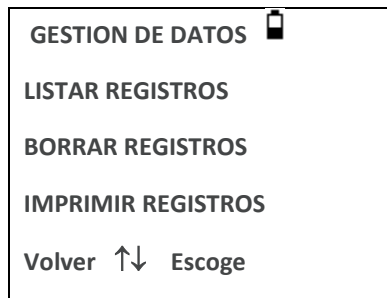 GESTION DE DATOS
LISTAR REGISTROS
BORRAR REGISTROS
IMPRIMIR REGISTROS
Volver ↑↓ Escoge